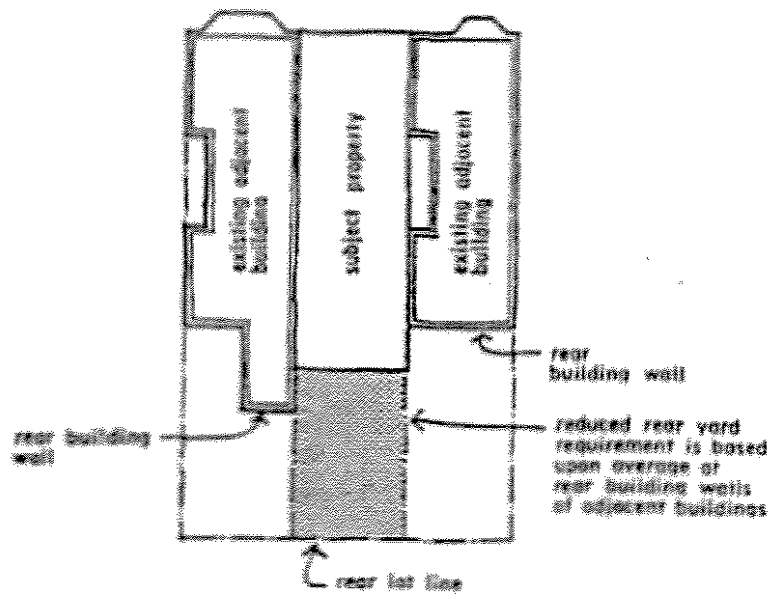 existing adjacent
building
subject property
existing adjacent
building
rear
building wall
rear building
wall
reduced rear yard
requirement is based
upon average of
rear building walls
of adjacent buildings
rear lot line